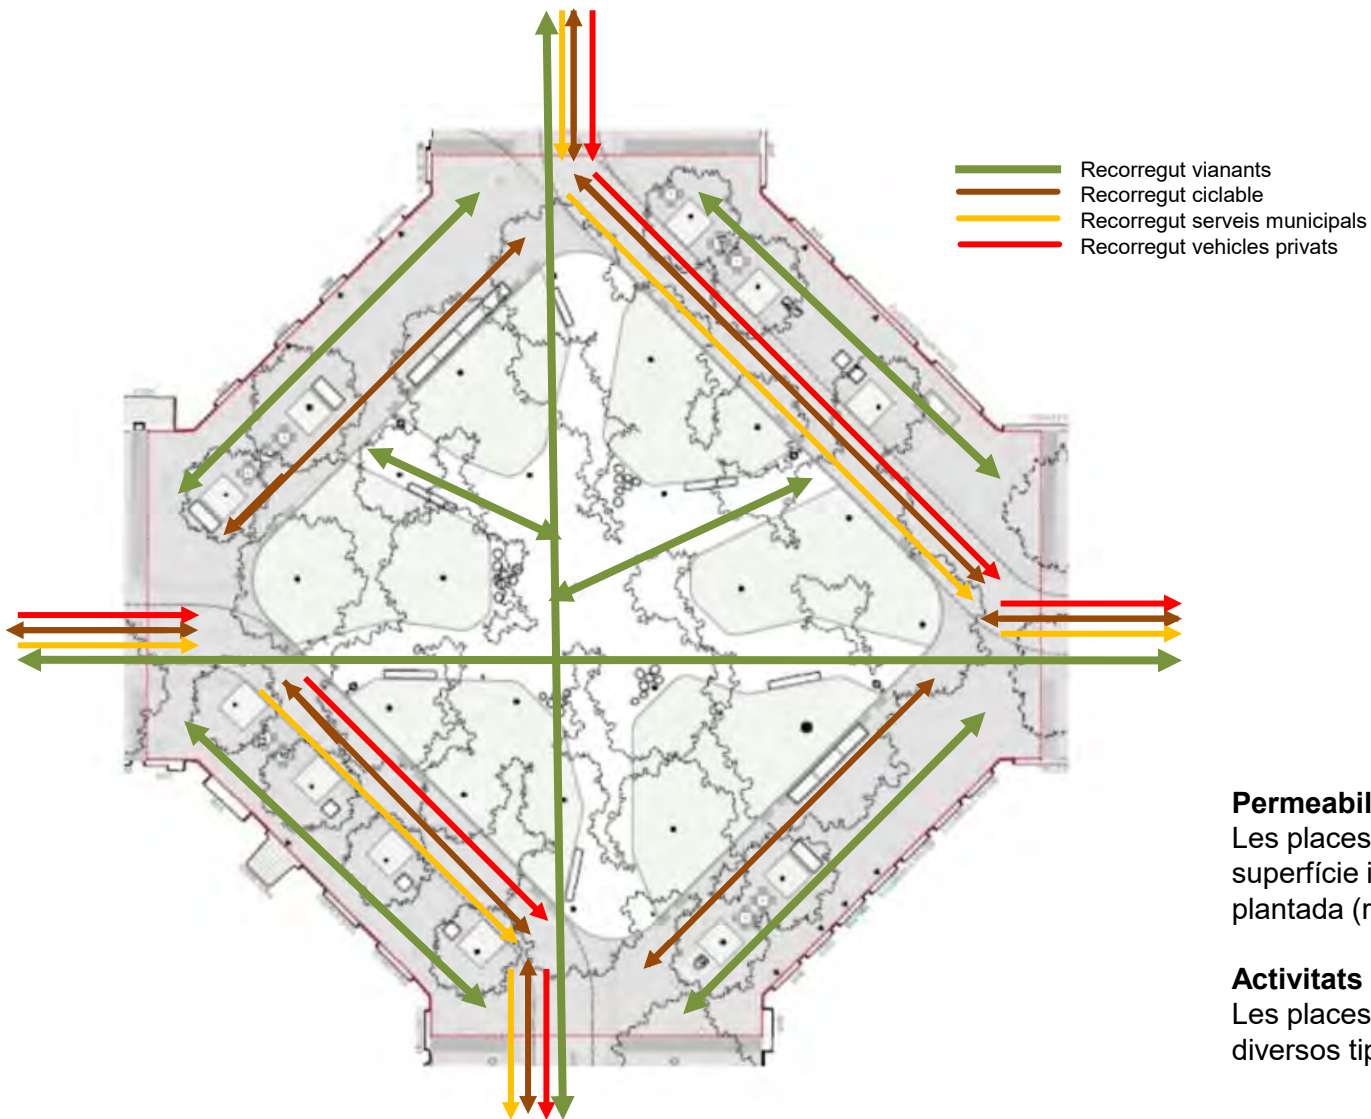 Recorregut vianants
Recorregut ciclable
Recorregut serveis municipals
Recorregut vehicles privats
Permeabil
Les places
superfície i
plantada (r
Activitats
Les places
diversos tip